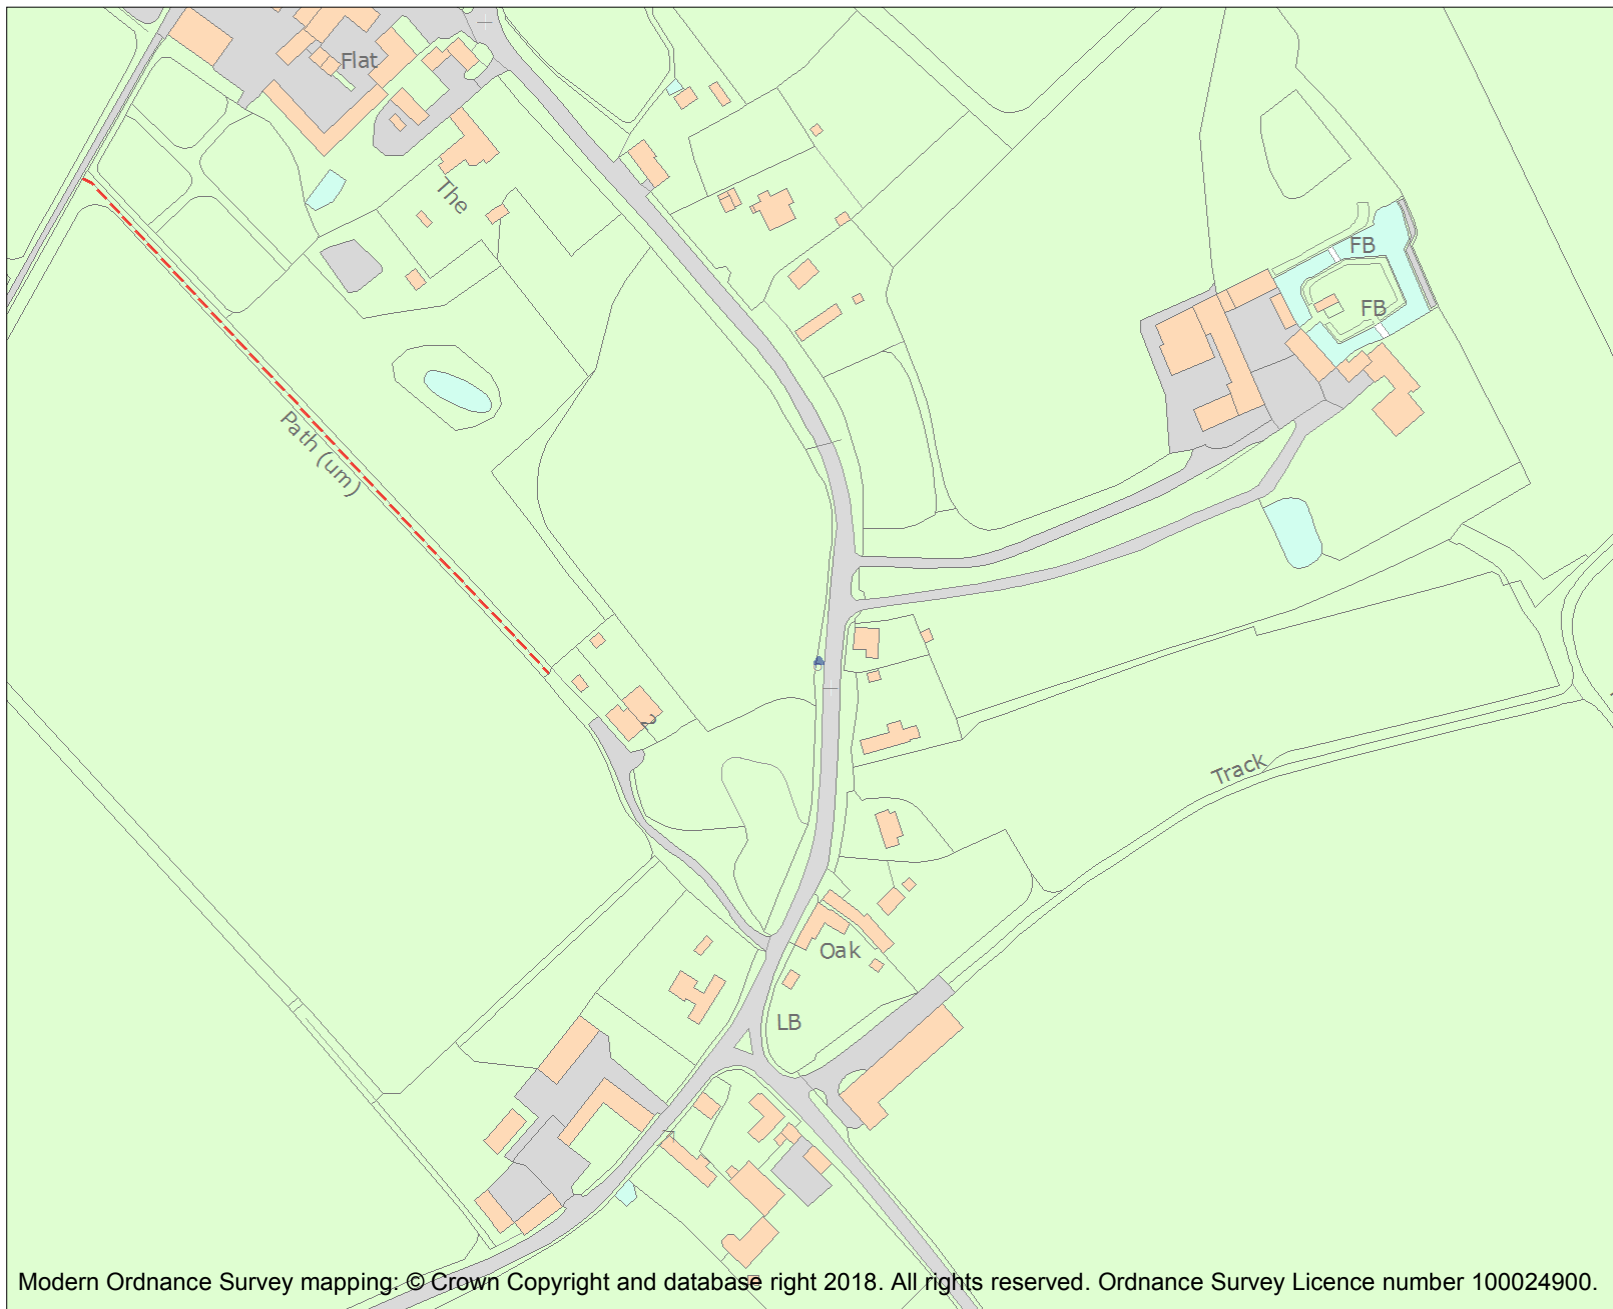 Flat
The
FB
FB
Path (um)
2
Track
Oak
LB
Modern Ordnance Survey mapping: © Crown Copyright and database right 2018. All rights reserved. Ordnance Survey Licence number 100024900.